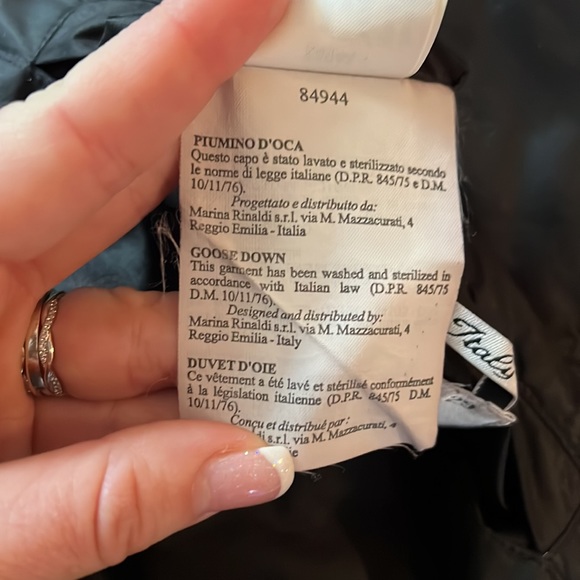 84944
PIUMINO D'OCA
Questo capo è stato lavato e sterilizzato secondo
le norme di legge italiane (D.P.R. 845/75 e D.M.
10/11/76).
Progettato e distribuito da:
Marina Rinaldi s.r.l. via M. Mazzacurati, 4
Reggio Emilia - Italia
GOOSE DOWN
This garment has been washed and sterilized in
accordance with Italian law (D.P.R. 845/75
D.M. 10/11/76).
Designed and distributed by:
Marina Rinaldi s.r.l. via M. Mazzacurati, 4
Reggio Emilia - Italy
DUVET D'OIE
Ce vêtement a été lavé et stérilisé conformément
à la législation italienne (D.P.R. 845/75 D.M.
10/11/76).
Conçu et distribué par:
s.r.l. via M. Mazzacurati, 4
Italy